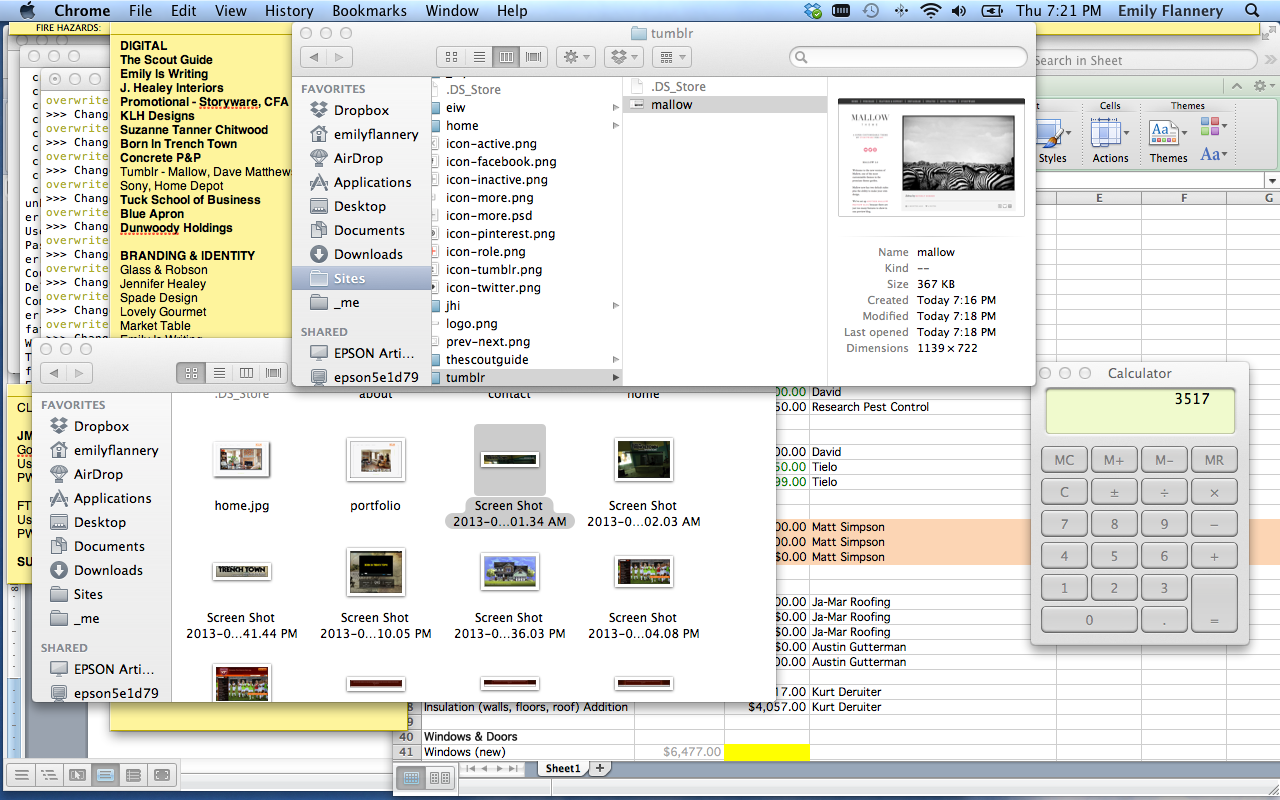 Chrome File Edit View History Bookmarks Window Help Thu 7:21 PM Emily Flannery
FIRE HAZARDS:
DIGITAL
The Scout Guide
Emily Is Writing
J. Healey Interiors
Promotional - Storyware, CFA
KLH Designs
Suzanne Tanner Chitwood
Born In Trench Town
Concrete P&P
Tumblr - Mallow, Dave Matthews
Sony, Home Depot
Tuck School of Business
Blue Apron
Dunwoody Holdings
BRANDING & IDENTITY
Glass & Robson
Jennifer Healey
Spade Design
Lovely Gourmet
Market Table
overwrite
>>> Chang
overwrite
>>> Chang
overwrite
>>> Chang
overwrite
>>> Chang
overwrite
>>> Chang
overwrite
>>> Chang
overwrite
>>> Chang
overwrite
>>> Chang
overwrite
>>> Chang
tumblr
FAVORITES
Dropbox
emilyflannery
AirDrop
Applications
Desktop
Documents
Downloads
Sites
_me
SHARED
EPSON Arti...
epson5e1d79
.DS_Store
eiw
home
icon-active.png
icon-facebook.png
icon-inactive.png
icon-more.png
icon-more.psd
icon-pinterest.png
icon-role.png
icon-tumblr.png
icon-twitter.png
jhi
logo.png
prev-next.png
thescoutguide
tumblr
.DS_Store
mallow
MALLOW
Name mallow
Kind --
Size 367 KB
Created Today 7:16 PM
Modified Today 7:18 PM
Last opened Today 7:18 PM
Dimensions 1139 × 722
Search in Sheet
Cells Themes
Styles Actions Themes Aa
E F G
FAVORITES
Dropbox
emilyflannery
AirDrop
Applications
Desktop
Documents
Downloads
Sites
_me
SHARED
EPSON Arti...
epson5e1d79
.DS_Store about contact home
home.jpg portfolio Screen Shot 2013-0...01.34 AM Screen Shot 2013-0...02.03 AM
TRENCH TOWN
Screen Shot 2013-0...41.44 PM Screen Shot 2013-0...10.05 PM Screen Shot 2013-0...36.03 PM Screen Shot 2013-0...04.08 PM
Calculator
3517
MC M+ M- MR
C ± ÷ ×
7 8 9 −
4 5 6 +
1 2 3
0 . =
00.00 David
50.00 Research Pest Control
00.00 David
50.00 Tielo
99.00 Tielo
00.00 Matt Simpson
00.00 Matt Simpson
$0.00 Matt Simpson
00.00 Ja-Mar Roofing
$0.00 Ja-Mar Roofing
00.00 Ja-Mar Roofing
$0.00 Austin Gutterman
00.00 Austin Gutterman
17.00 Kurt Deruiter
Insulation (walls, floors, roof) Addition $4,057.00 Kurt Deruiter
40 Windows & Doors
41 Windows (new) $6,477.00
Sheet1